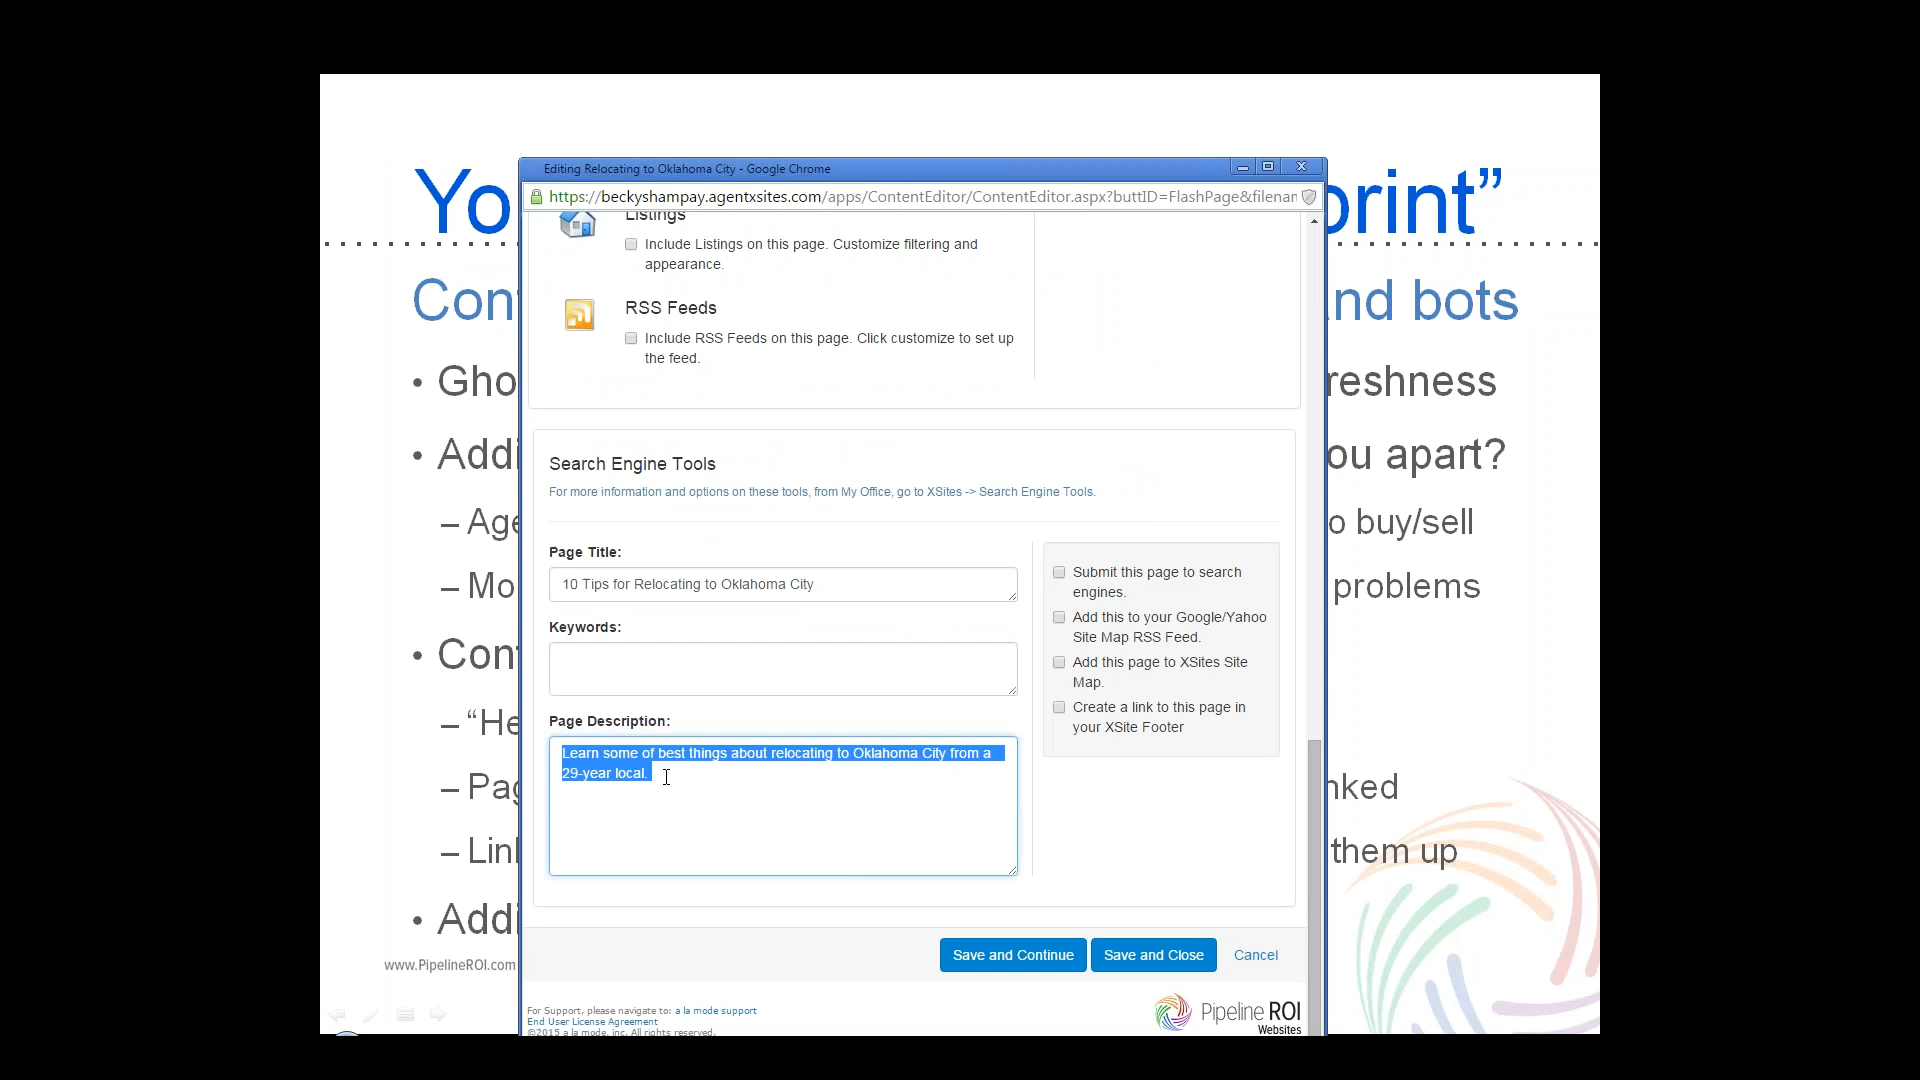 Editing Relocating to Oklahoma City - Google Chrome
Yo
print”
https://beckyshampay.agentxsites.com/apps/ContentEditor/ContentEditor.aspx?buttID=FlashPage&filenan
Listings
Include Listings on this page. Customize filtering and
appearance.
Con
nd bots
RSS Feeds
Include RSS Feeds on this page. Click customize to set up
the feed.
• Gho
reshness
• Addi
ou apart?
Search Engine Tools
For more information and options on these tools, from My Office, go to XSites -> Search Engine Tools.
– Age
o buy/sell
Page Title:
10 Tips for Relocating to Oklahoma City
– Mo
problems
Keywords:
• Con
Page Description:
Learn some of best things about relocating to Oklahoma City from a
29-year local.
Submit this page to search
engines.
Add this to your Google/Yahoo
Site Map RSS Feed.
Add this page to XSites Site
Map.
Create a link to this page in
your XSite Footer
– “He
– Pag
nked
– Lin
them up
• Addi
Save and Continue
Save and Close
Cancel
www.PipelineROI.com
For Support, please navigate to: a la mode support
End User License Agreement
©2015 a la mode, inc. All rights reserved.
Pipeline ROI
Websites